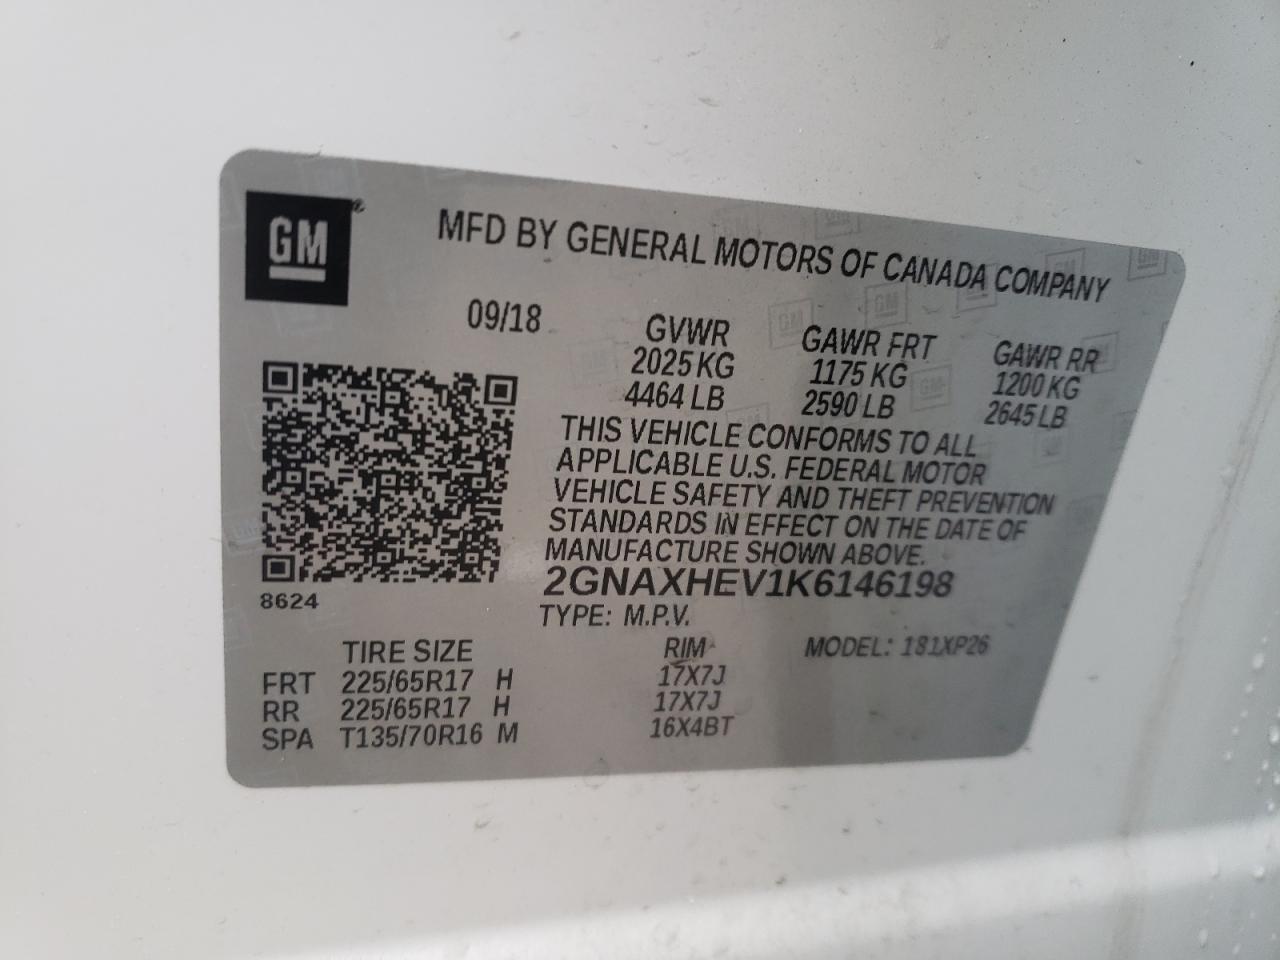 GM
MFD BY GENERAL MOTORS OF CANADA COMPANY
09/18 GVWR GAWR FRT GAWR RR
2025 KG 1175 KG 1200 KG
4464 LB 2590 LB 2645 LB
THIS VEHICLE CONFORMS TO ALL
APPLICABLE U.S. FEDERAL MOTOR
VEHICLE SAFETY AND THEFT PREVENTION
STANDARDS IN EFFECT ON THE DATE OF
MANUFACTURE SHOWN ABOVE.
2GNAXHEV1K6146198
8624
TYPE: M.P.V.
TIRE SIZE RIM MODEL: 181XP26
FRT 225/65R17 H 17X7J
RR 225/65R17 H 17X7J
SPA T135/70R16 M 16X4BT